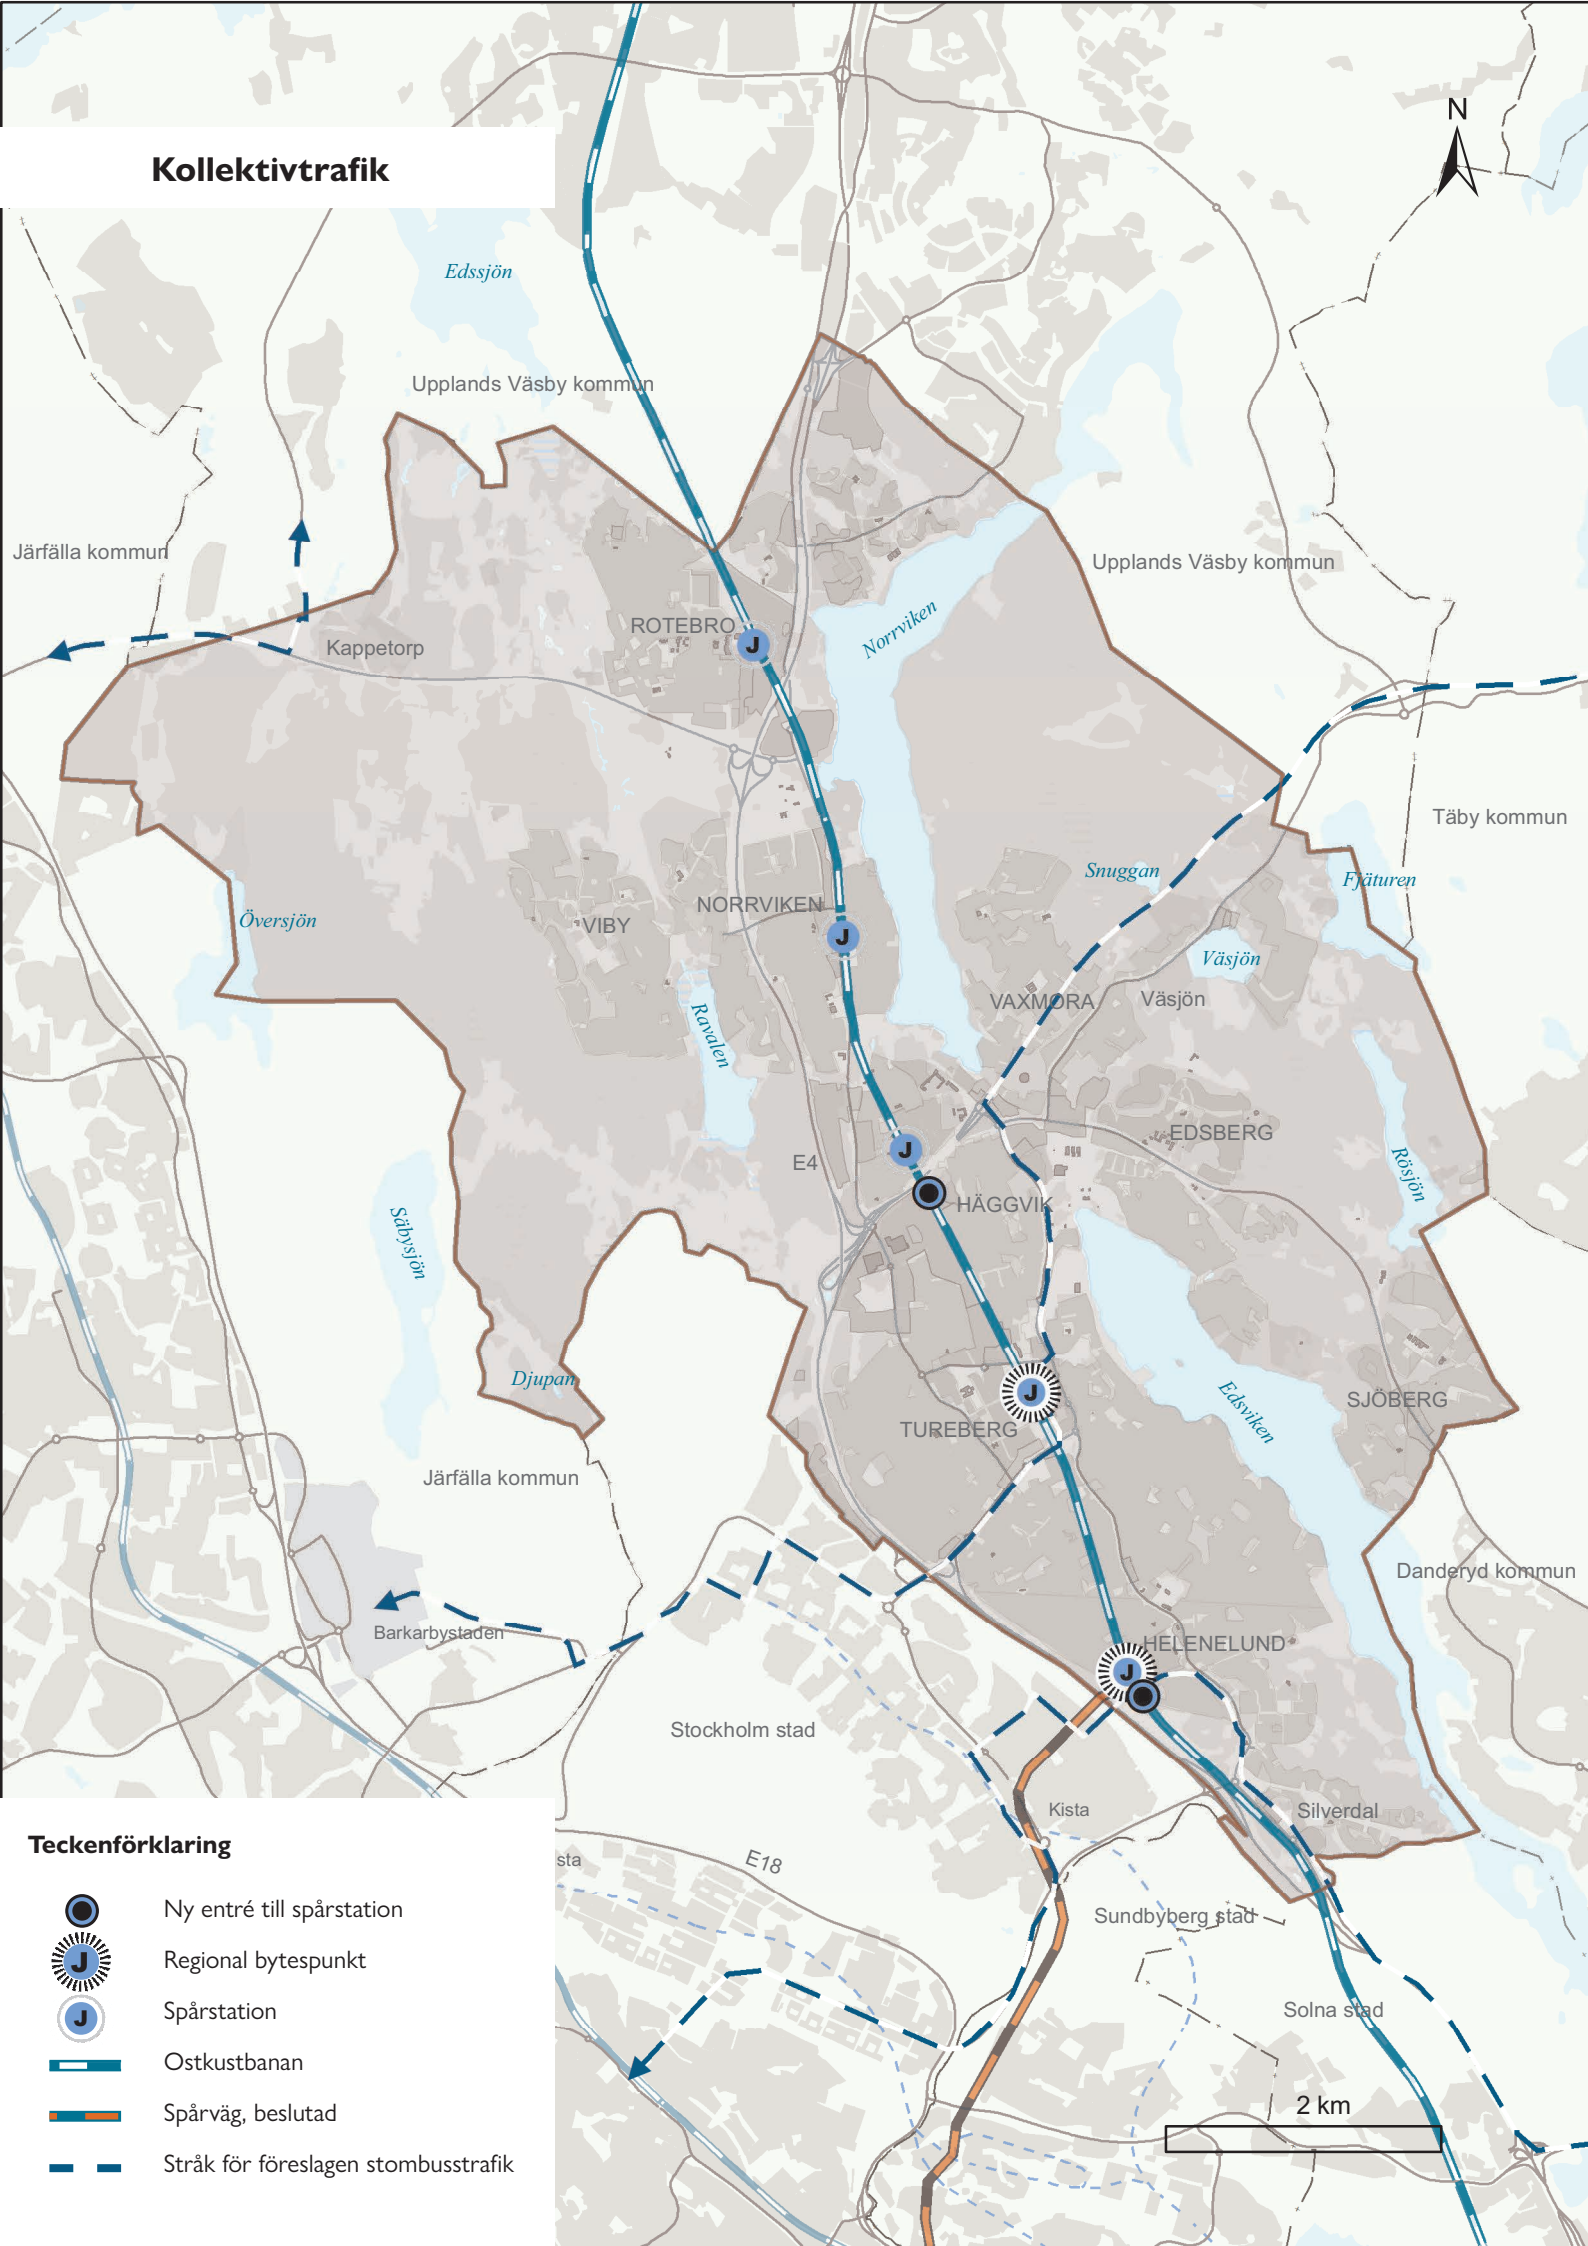 N
Kollektivtrafik
Edssjön
Upplands Väsby kommun
Järfälla kommun
Upplands Väsby kommun
ROTEBRO
Norrviken
Kappetorp
J
Täby kommun
Snuggan
Fjäturen
NORRVIKEN
Översjön
VIBY
J
Väsjön
VAXMORA
Väsjön
Ravalen
EDSBERG
J
E4
Rösjön
HÄGGVIK
Säbysjön
Djupan
J
Edsviken
SJÖBERG
TUREBERG
Järfälla kommun
Danderyd kommun
Barkarbystaden
HELENELUND
J
Stockholm stad
Kista
Silverdal
sta
E18
Sundbyberg stad
Solna stad
2 km
Teckenförklaring
Ny entré till spårstation
J
Regional bytespunkt
J
Spårstation
Ostkustbanan
Spårväg, beslutad
Stråk för föreslagen stombusstrafik